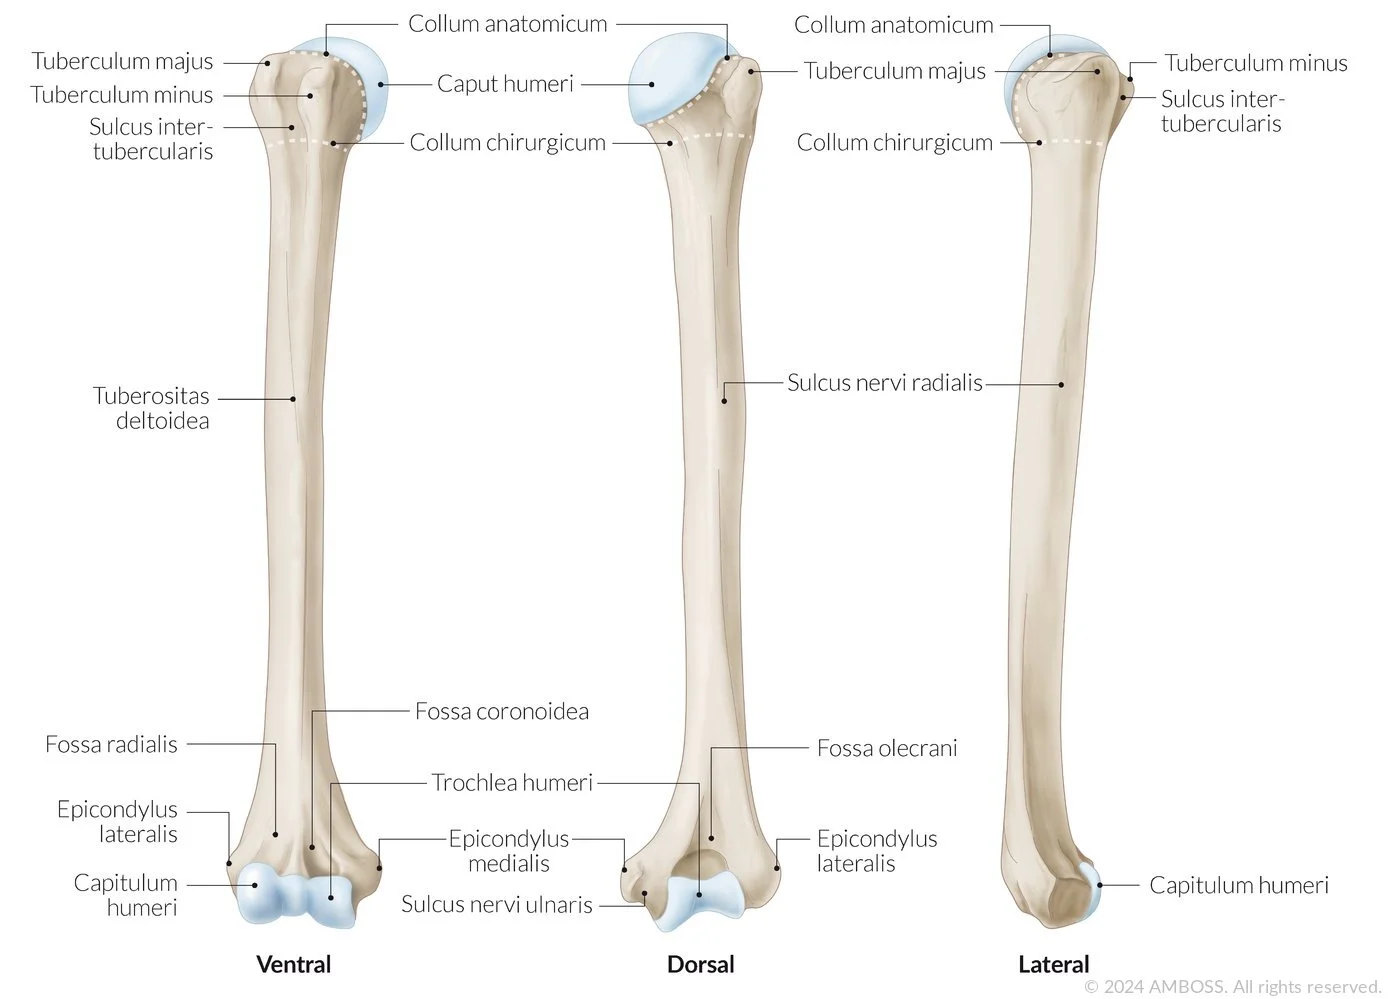 Collum anatomicum
Collum anatomicum
Tuberculum majus
Tuberculum majus
Tuberculum minus
Caput humeri
Tuberculum minus
Sulcus inter-
tubercularis
Sulcus inter-
tubercularis
Collum chirurgicum
Collum chirurgicum
Sulcus nervi radialis
Tuberositas
deltoidea
Fossa coronoidea
Fossa radialis
Fossa olecrani
Trochlea humeri
Epicondylus
lateralis
Epicondylus
medialis
Epicondylus
lateralis
Capitulum
humeri
Capitulum humeri
Sulcus nervi ulnaris
Ventral
Dorsal
Lateral
© 2024 AMBOSS. All rights reserved.